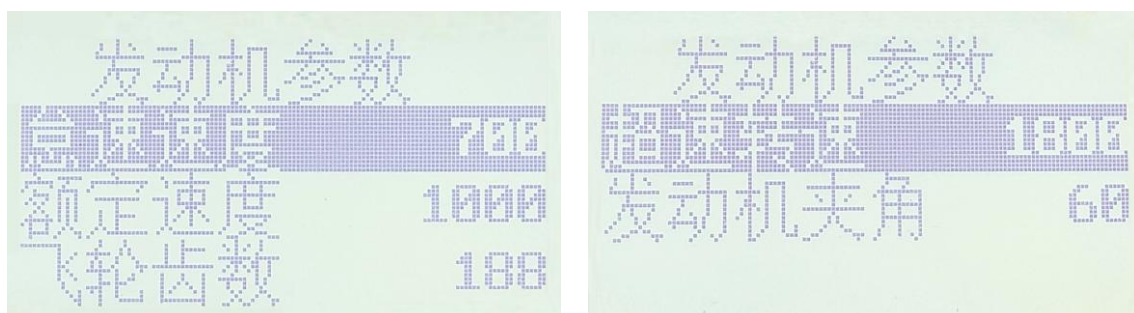 发动机参数
怠速速度 700
额定速度 1000
飞轮齿数 188
发动机参数
超速转速 1800
发动机夹角 60